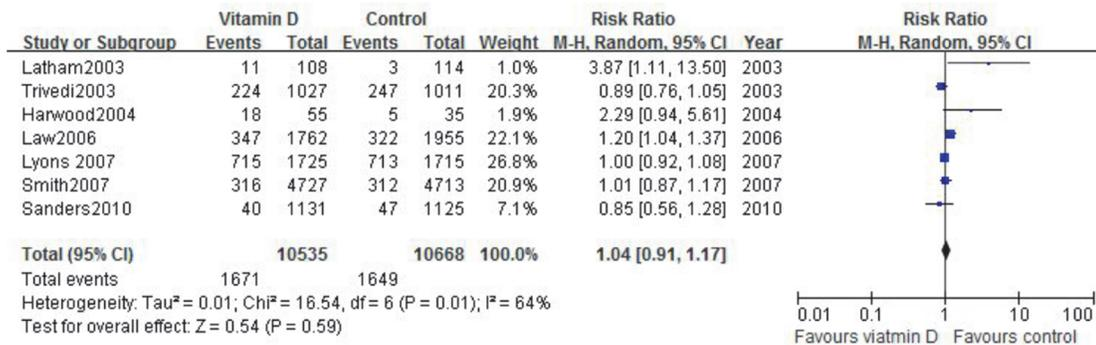 Vitamin D Control Risk Ratio Risk Ratio
Study or Subgroup Events Total Events Total Weight M-H, Random, 95% CI Year M-H, Random, 95% CI
Latham2003 11 108 3 114 1.0% 3.87 [1.11, 13.50] 2003
Trivedi2003 224 1027 247 1011 20.3% 0.89 [0.76, 1.05] 2003
Harwood2004 18 55 5 35 1.9% 2.29 [0.94, 5.61] 2004
Law2006 347 1762 322 1955 22.1% 1.20 [1.04, 1.37] 2006
Lyons 2007 715 1725 713 1715 26.8% 1.00 [0.92, 1.08] 2007
Smith2007 316 4727 312 4713 20.9% 1.01 [0.87, 1.17] 2007
Sanders2010 40 1131 47 1125 7.1% 0.85 [0.56, 1.28] 2010
Total (95% CI) 10535 10668 100.0% 1.04 [0.91, 1.17]
Total events 1671 1649
Heterogeneity: Tau² = 0.01; Chi² = 16.54, df = 6 (P = 0.01); I² = 64%
Test for overall effect: Z = 0.54 (P = 0.59)
0.01 0.1 1 10 100
Favours viatmin D Favours control